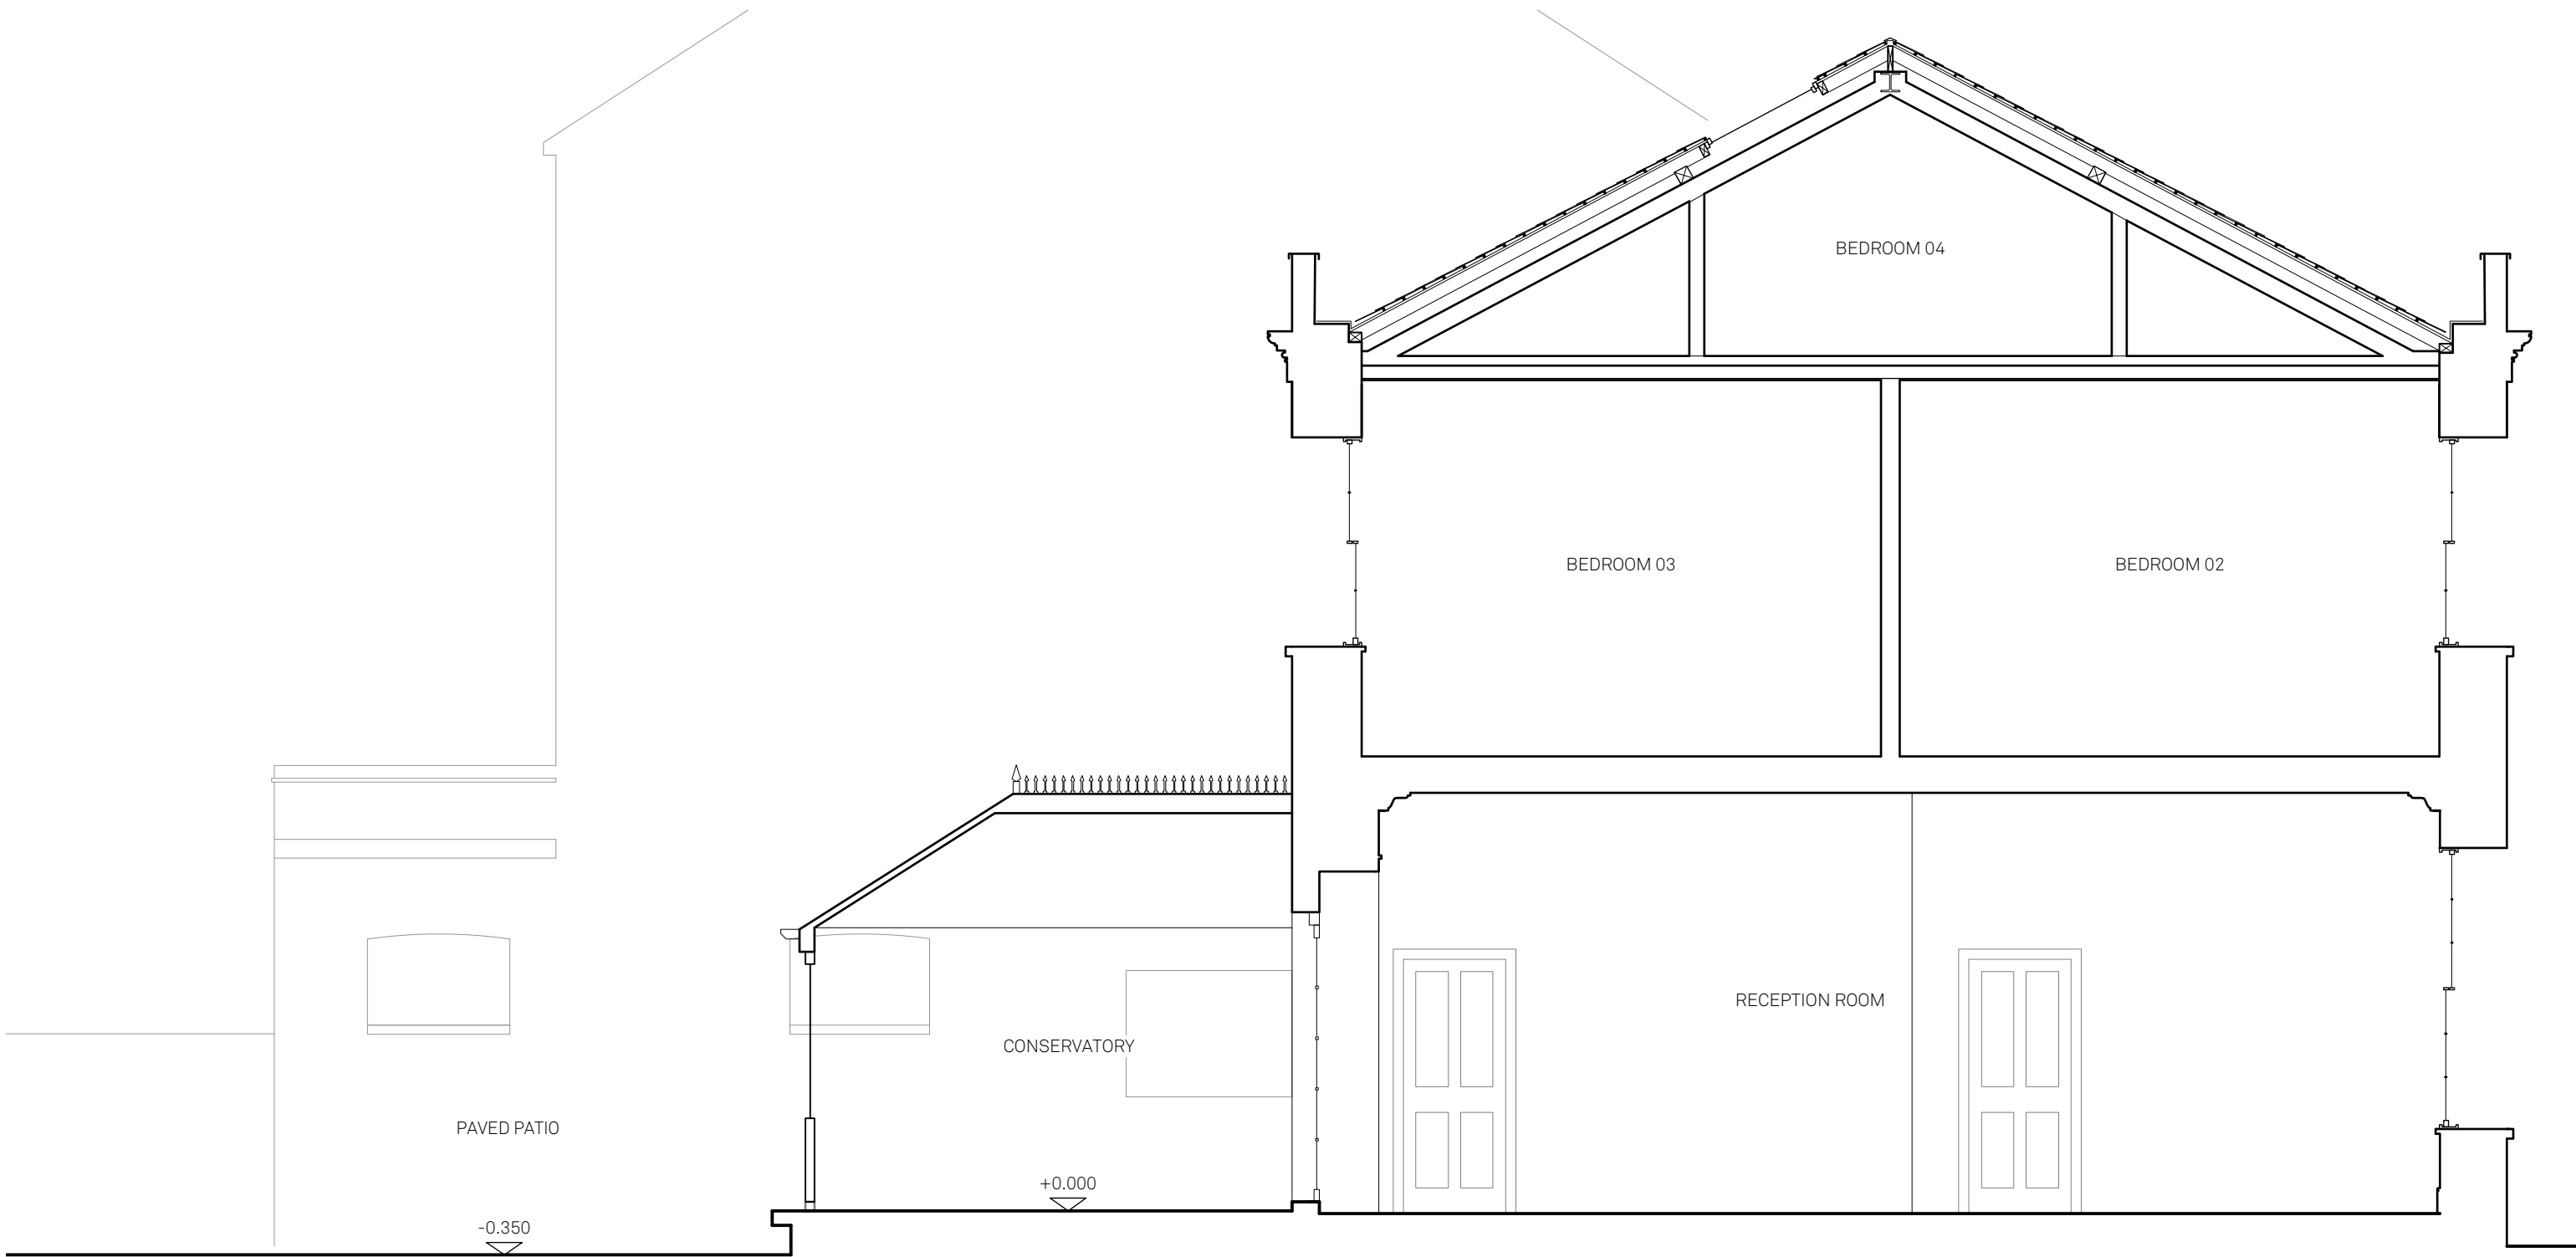 BEDROOM 04
BEDROOM 03
BEDROOM 02
RECEPTION ROOM
CONSERVATORY
PAVED PATIO
+0.000
-0.350